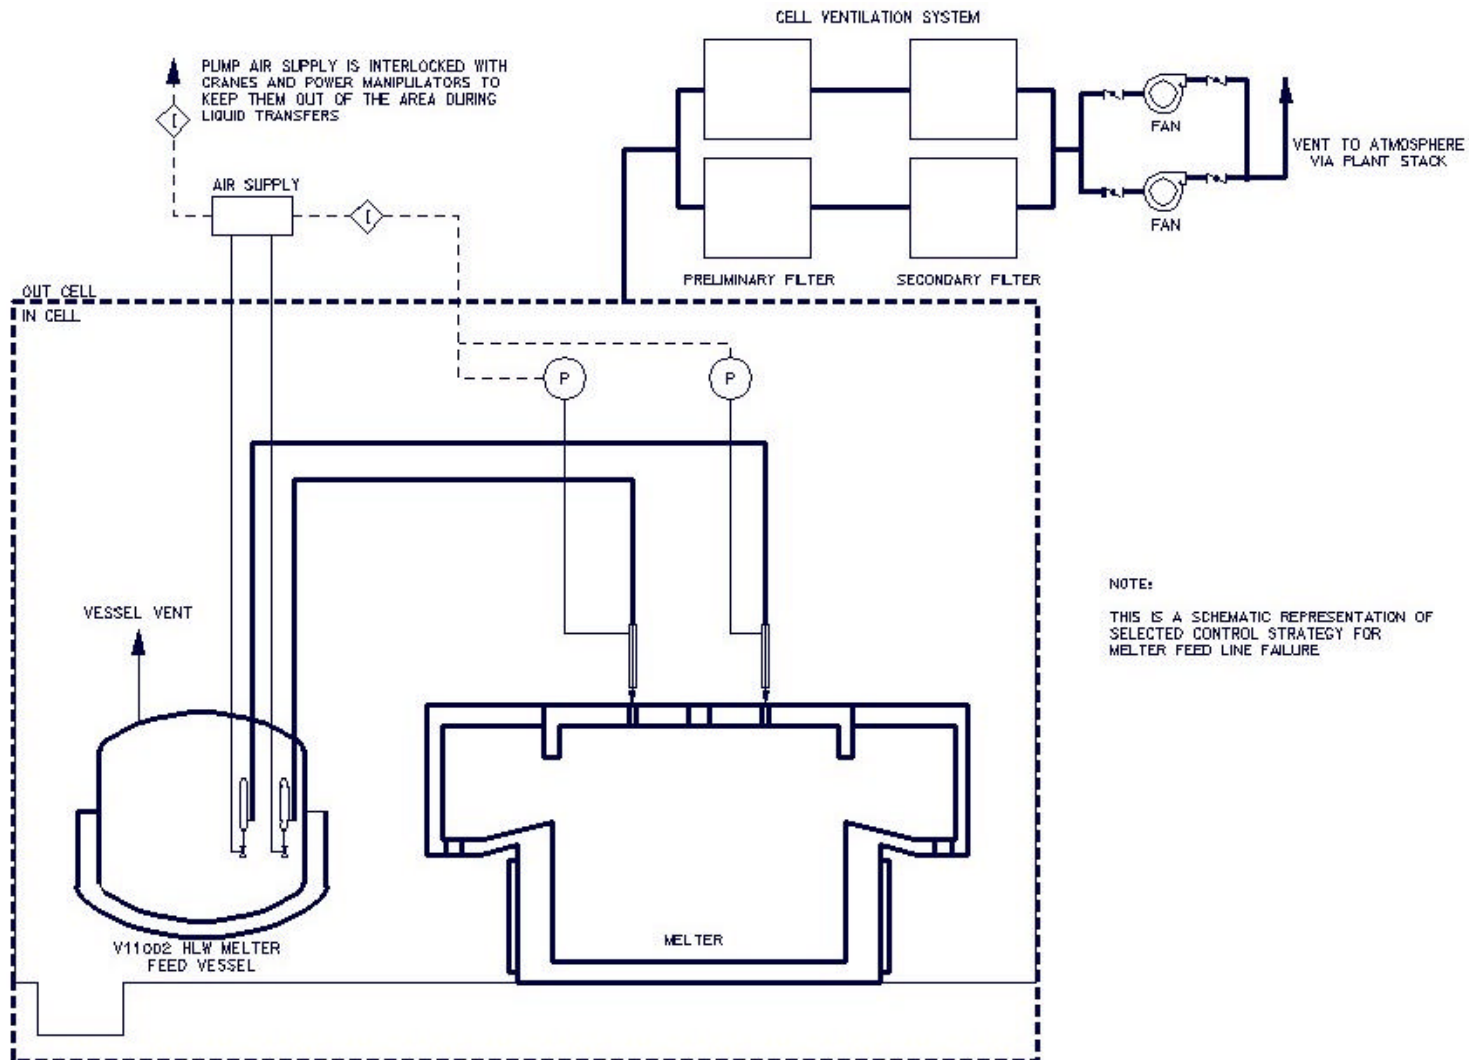 CELL VENTILATION SYSTEM
PUMP AIR SUPPLY IS INTERLOCKED WITH
CRANES AND POWER MANIPULATORS TO
KEEP THEM OUT OF THE AREA DURING
LIQUID TRANSFERS
I
FAN
VENT TO ATMOSPHERE
VIA PLANT STACK
AIR SUPPLY
I
FAN
PRELIMINARY FILTER
SECONDARY FILTER
OUT CELL
IN CELL
P
P
NOTE:
THIS IS A SCHEMATIC REPRESENTATION OF
SELECTED CONTROL STRATEGY FOR
MELTER FEED LINE FAILURE
VESSEL VENT
MELTER
V11002 HLW MELTER
FEED VESSEL